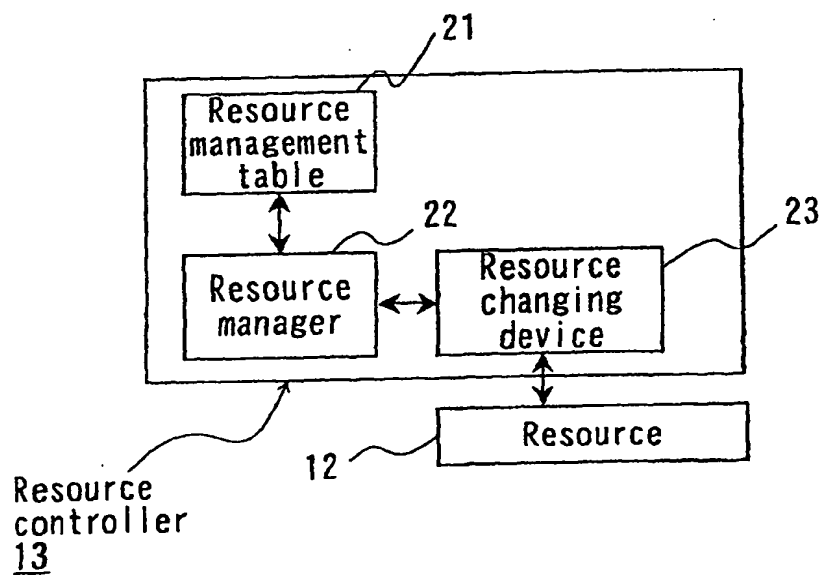 21
Resource
management
table
22
23
Resource
manager
Resource
changing
device
12
Resource
Resource
controller
13